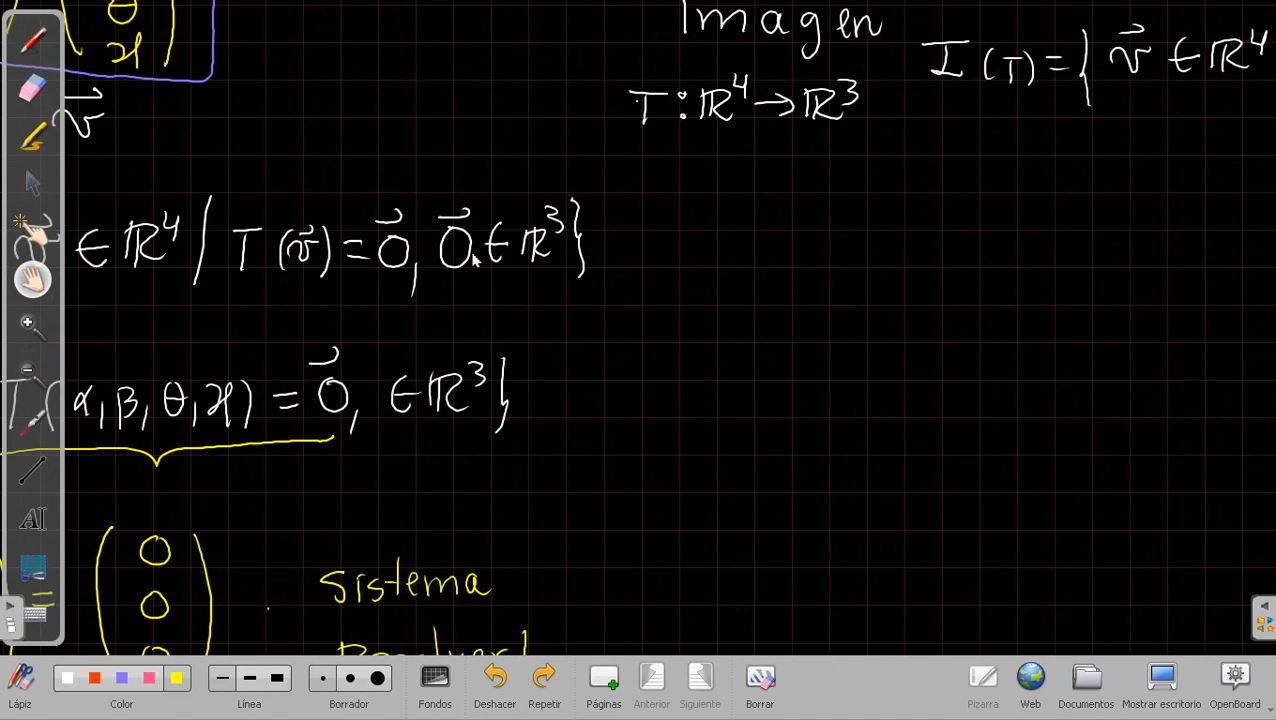 θ
ϰ
v⃗
Imagen
T : ℝ⁴ → ℝ³
I (T) = { v⃗ ∈ ℝ⁴
∈ ℝ⁴ / T (v⃗) = 0⃗, 0⃗ ∈ ℝ³}
T( α, β, θ, ϰ) = 0⃗, ∈ ℝ³}
0
0
sistema
Lápiz
Color
Línea
Borrador
Fondos
Deshacer
Repetir
Páginas
Anterior
Siguiente
Borrar
Pizarra
Web
Documentos
Mostrar escritorio
OpenBoard